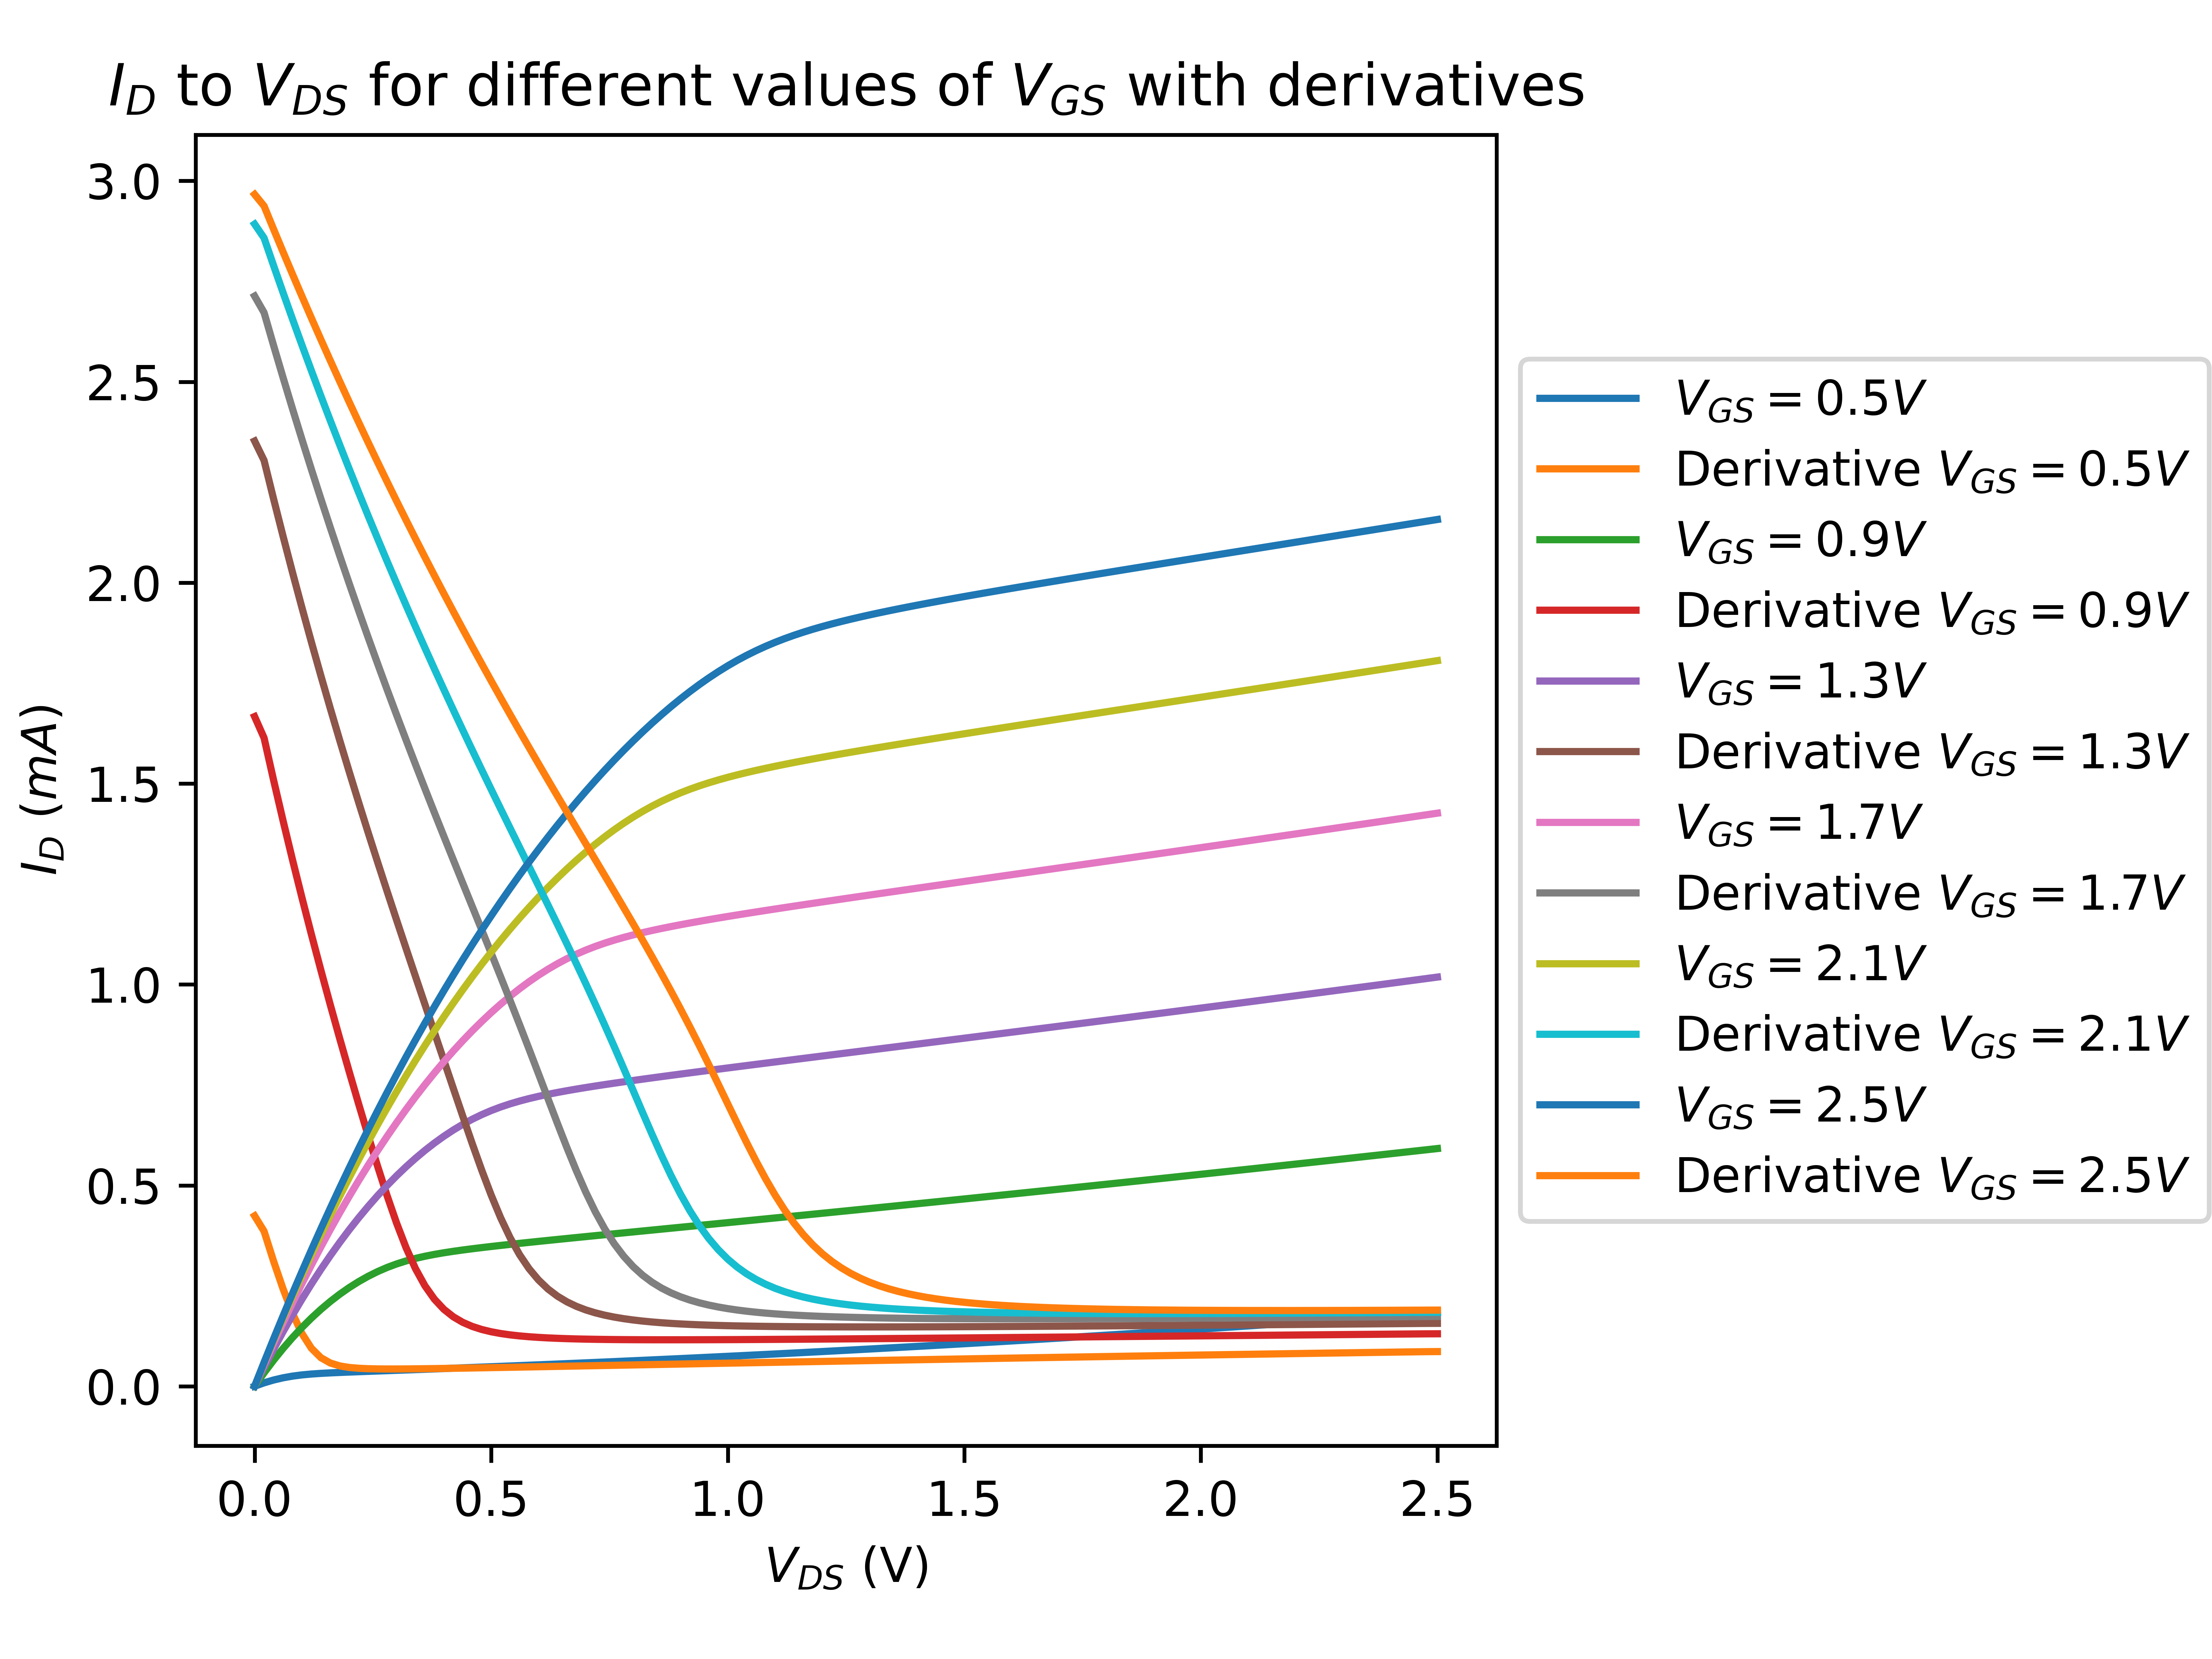 I_D to V_DS for different values of V_GS with derivatives
I_D (mA)
3.0
2.5
2.0
1.5
1.0
0.5
0.0
0.0 0.5 1.0 1.5 2.0 2.5
V_DS (V)
V_GS = 0.5V
Derivative V_GS = 0.5V
V_GS = 0.9V
Derivative V_GS = 0.9V
V_GS = 1.3V
Derivative V_GS = 1.3V
V_GS = 1.7V
Derivative V_GS = 1.7V
V_GS = 2.1V
Derivative V_GS = 2.1V
V_GS = 2.5V
Derivative V_GS = 2.5V